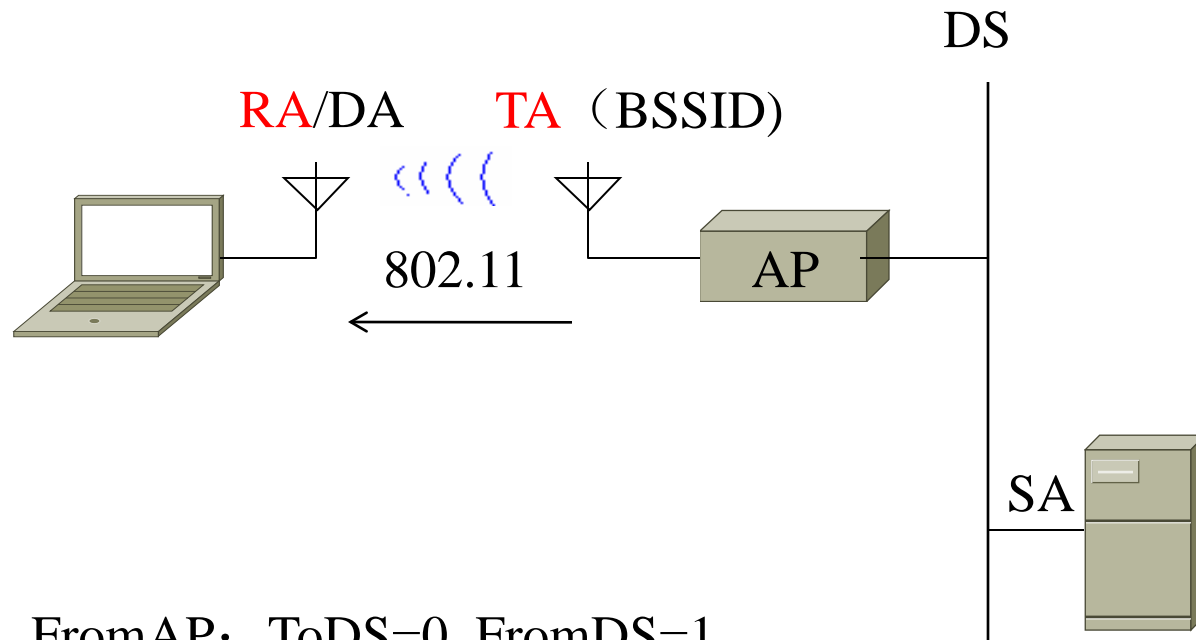 DS
RA/DA TA（BSSID)
802.11
AP
SA
FromAP： ToDS=0 FromDS=1